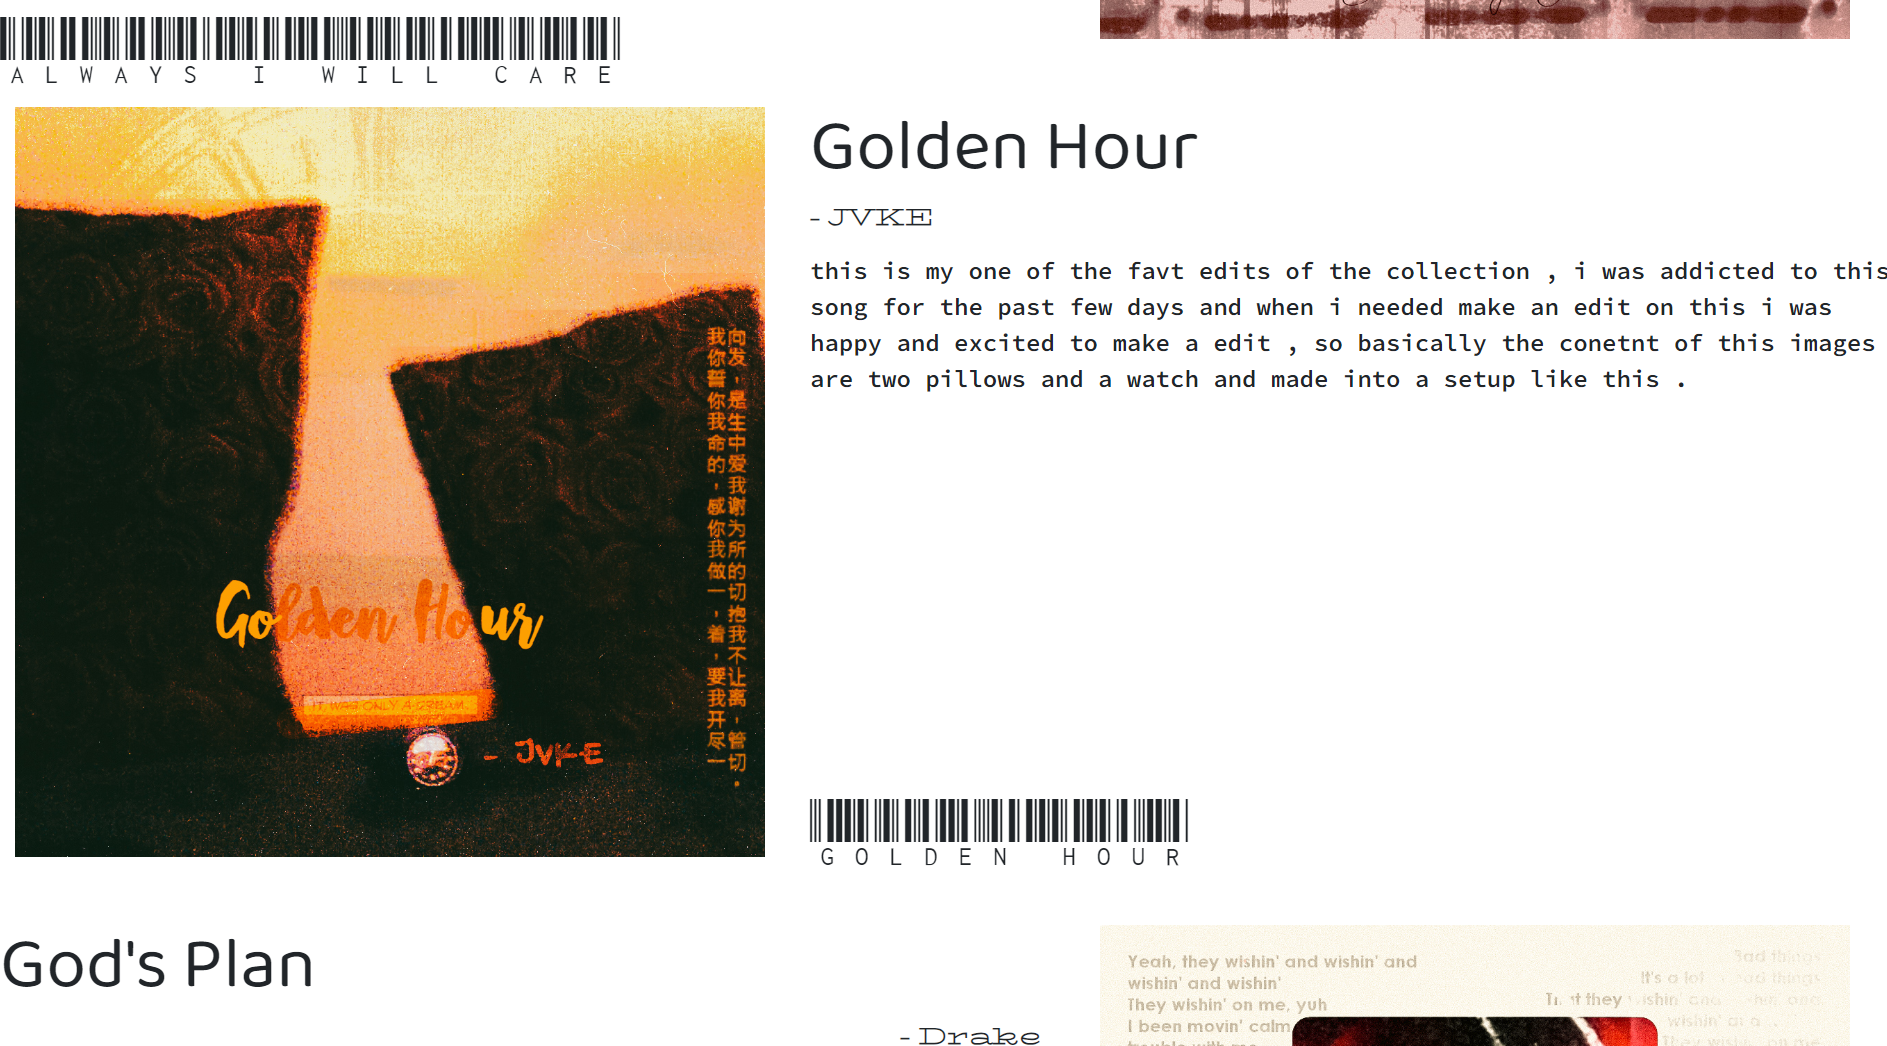 ALWAYS I WILL CARE
Golden Hour
- JVKE
this is my one of the favt edits of the collection , i was addicted to this
song for the past few days and when i needed make an edit on this i was
happy and excited to make a edit , so basically the conetnt of this images
are two pillows and a watch and made into a setup like this .
我向
你发
誓，
你是
我生
命中
的爱
，我
感谢
你为
我所
做的
一切
，抱
着我
，不
要让
我离
开，
尽管
一切
。
Golden Hour
IT WAS ONLY A DREAM.
- JVKE
GOLDEN HOUR
God's Plan
- Drake
Yeah, they wishin' and wishin' and
wishin' and wishin'
They wishin' on me, yuh
I been movin' calm
trouble with me
Bad things
It's a lot bad things
they wishin' and
wishin'
They on me